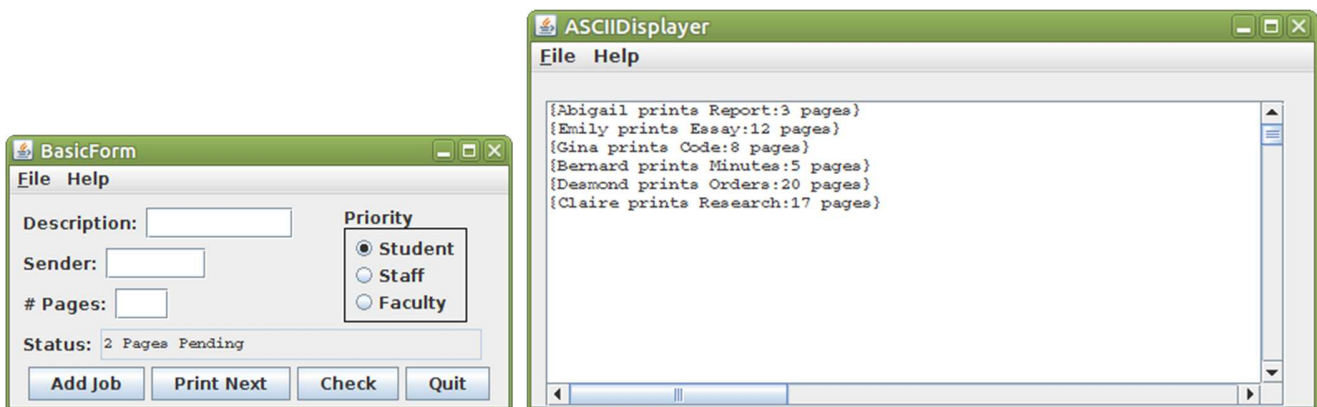 BasicForm
File Help
Description:
Sender:
# Pages:
Priority
Student
Staff
Faculty
Status: 2 Pages Pending
Add Job Print Next Check Quit
ASCIIDisplayer
File Help
{Abigail prints Report:3 pages}
{Emily prints Essay:12 pages}
{Gina prints Code:8 pages}
{Bernard prints Minutes:5 pages}
{Desmond prints Orders:20 pages}
{Claire prints Research:17 pages}